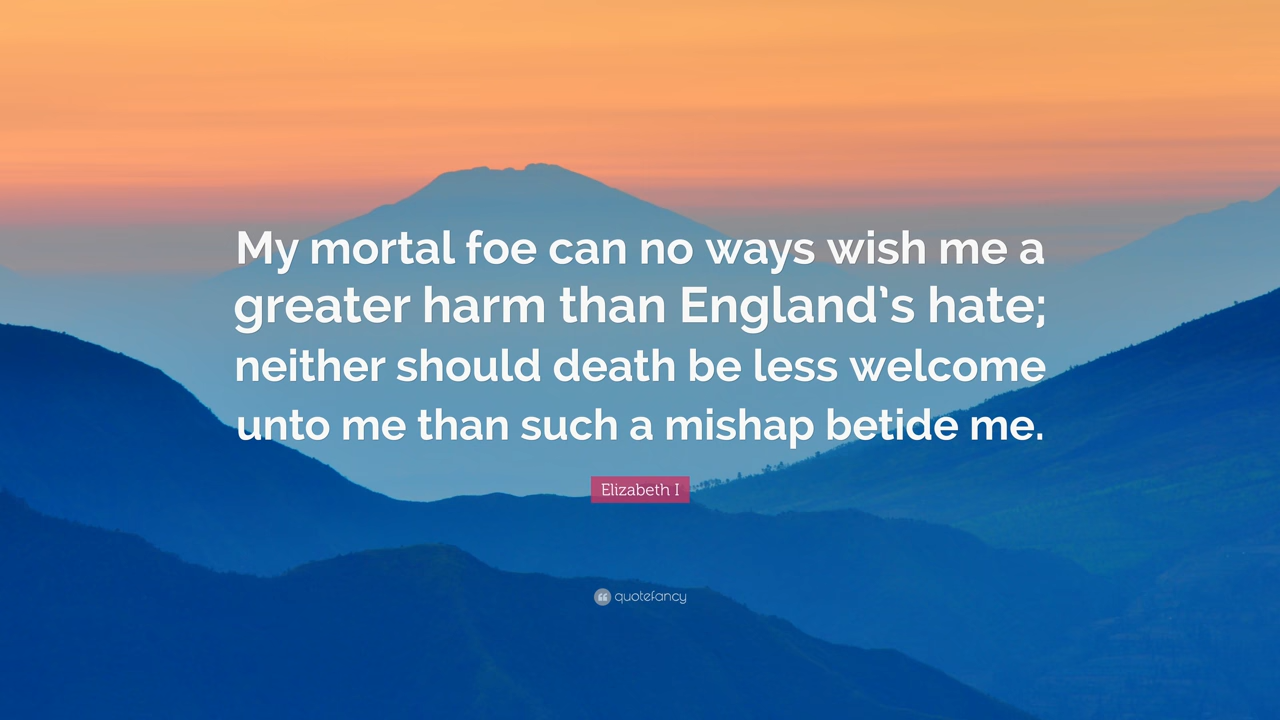 My mortal foe can no ways wish me a
greater harm than England’s hate;
neither should death be less welcome
unto me than such a mishap betide me.
Elizabeth I
quotefancy